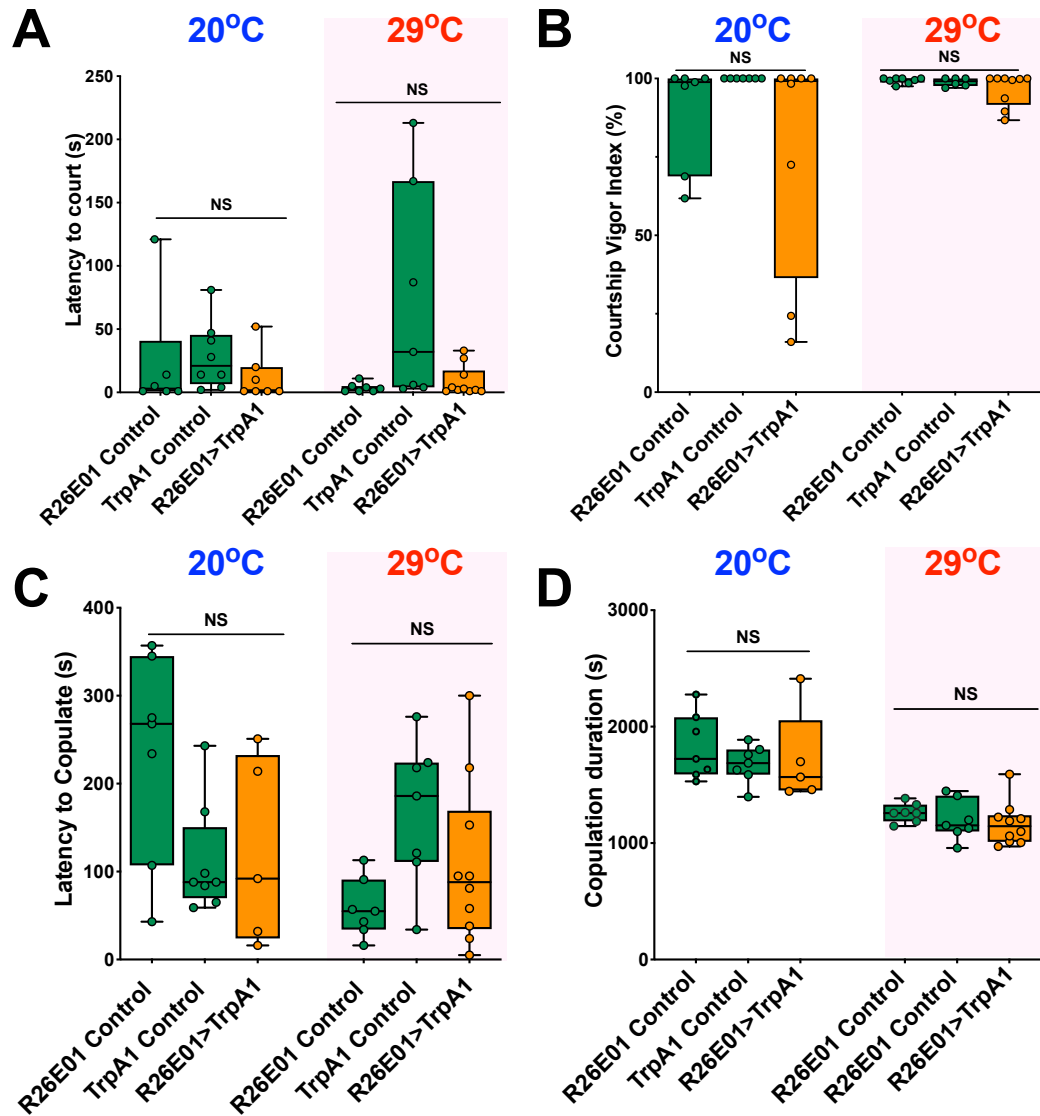 A
20°C
29°C
Latency to court (s)
250
200
150
100
50
0
NS
NS
R26E01 Control
TrpA1 Control
R26E01>TrpA1
R26E01 Control
TrpA1 Control
R26E01>TrpA1
B
20°C
29°C
Courtship Vigor Index (%)
100
50
0
NS
NS
R26E01 Control
TrpA1 Control
R26E01>TrpA1
R26E01 Control
TrpA1 Control
R26E01>TrpA1
C
20°C
29°C
Latency to Copulate (s)
400
300
200
100
0
NS
NS
R26E01 Control
TrpA1 Control
R26E01>TrpA1
R26E01 Control
TrpA1 Control
R26E01>TrpA1
D
20°C
29°C
Copulation duration (s)
3000
2000
1000
0
NS
NS
R26E01 Control
TrpA1 Control
R26E01>TrpA1
R26E01 Control
R26E01 Control
R26E01>TrpA1